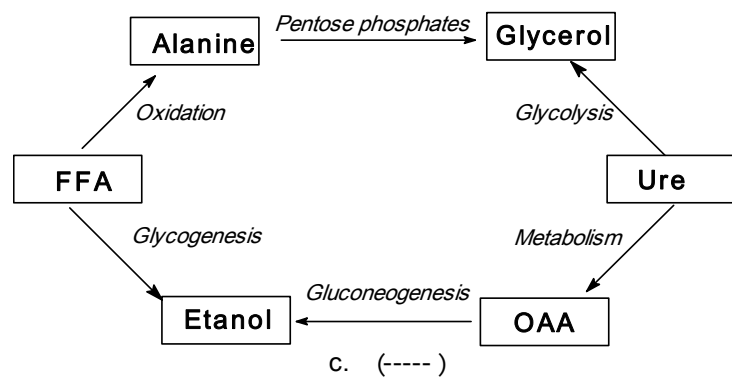 Alanine
Pentose phosphates
Glycerol
Oxidation
Glycolysis
FFA
Ure
Glycogenesis
Metabolism
Etanol
Gluconeogenesis
OAA
c. (----- )